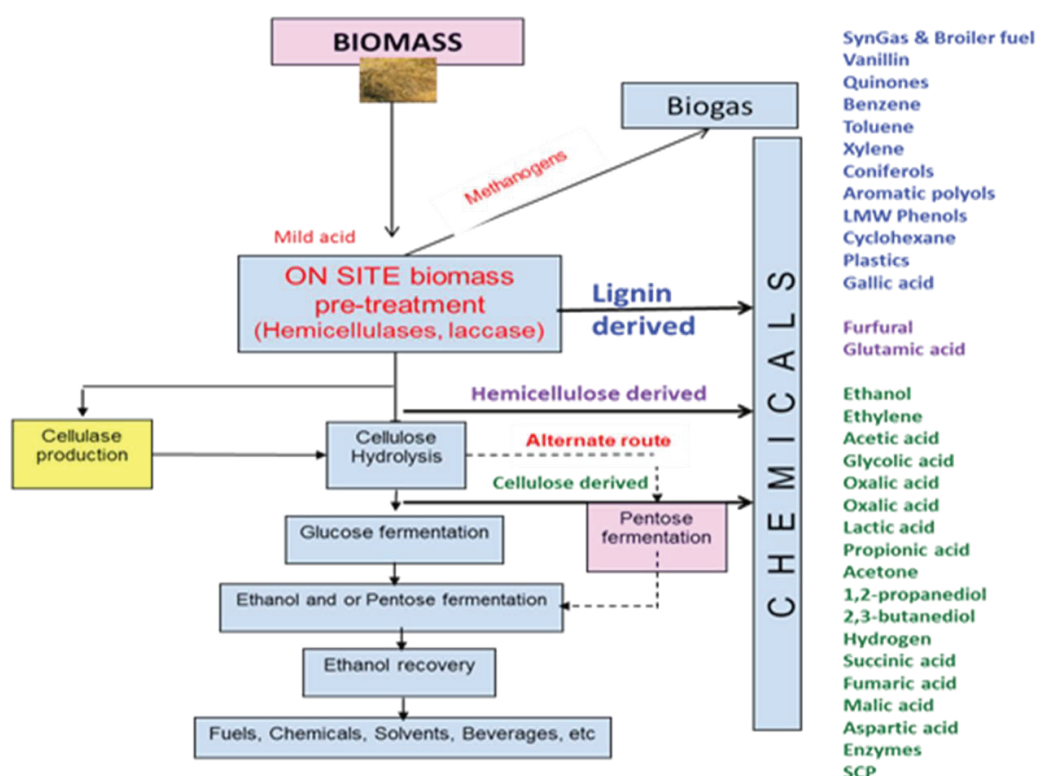 BIOMASS
Biogas
Methanogens
Mild acid
ON SITE biomass
pre-treatment
(Hemicellulases, laccase)
Lignin
derived
Hemicellulose derived
Cellulase
production
Cellulose
Hydrolysis
Alternate route
Cellulose derived
Glucose fermentation
Pentose
fermentation
Ethanol and or Pentose fermentation
Ethanol recovery
Fuels, Chemicals, Solvents, Beverages, etc
CHEMICALS
SynGas & Broiler fuel
Vanillin
Quinones
Benzene
Toluene
Xylene
Coniferols
Aromatic polyols
LMW Phenols
Cyclohexane
Plastics
Gallic acid
Furfural
Glutamic acid
Ethanol
Ethylene
Acetic acid
Glycolic acid
Oxalic acid
Oxalic acid
Lactic acid
Propionic acid
Acetone
1,2-propanediol
2,3-butanediol
Hydrogen
Succinic acid
Fumaric acid
Malic acid
Aspartic acid
Enzymes
SCP